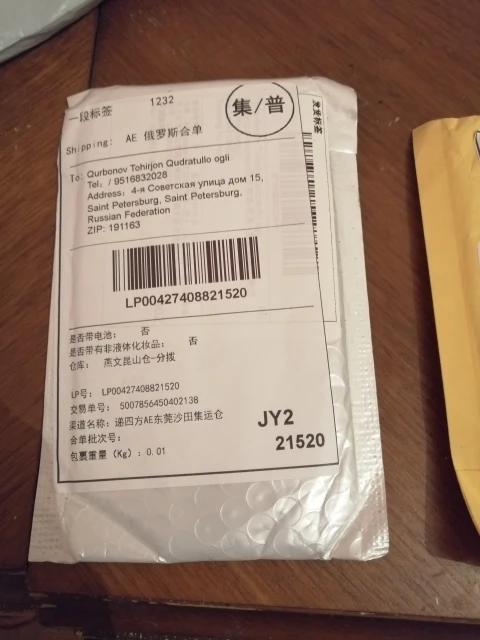 一段标签
1232
集/普
发货标签
Shipping: AE 俄罗斯合单
To: Qurbonov Tohirjon Qudratullo ogli
Tel: / 9516832028
Address: 4-я Советская улица дом 15,
Saint Petersburg, Saint Petersburg,
Russian Federation
ZIP: 191163
LP00427408821520
是否带电池: 否
是否带有非液体化妆品: 否
仓库: 燕文昆山仓-分拨
LP号: LP00427408821520
交易单号: 5007856450402138
渠道名称: 递四方AE东莞沙田集运仓
合单批次号:
包裹重量 (Kg): 0.01
JY2
21520